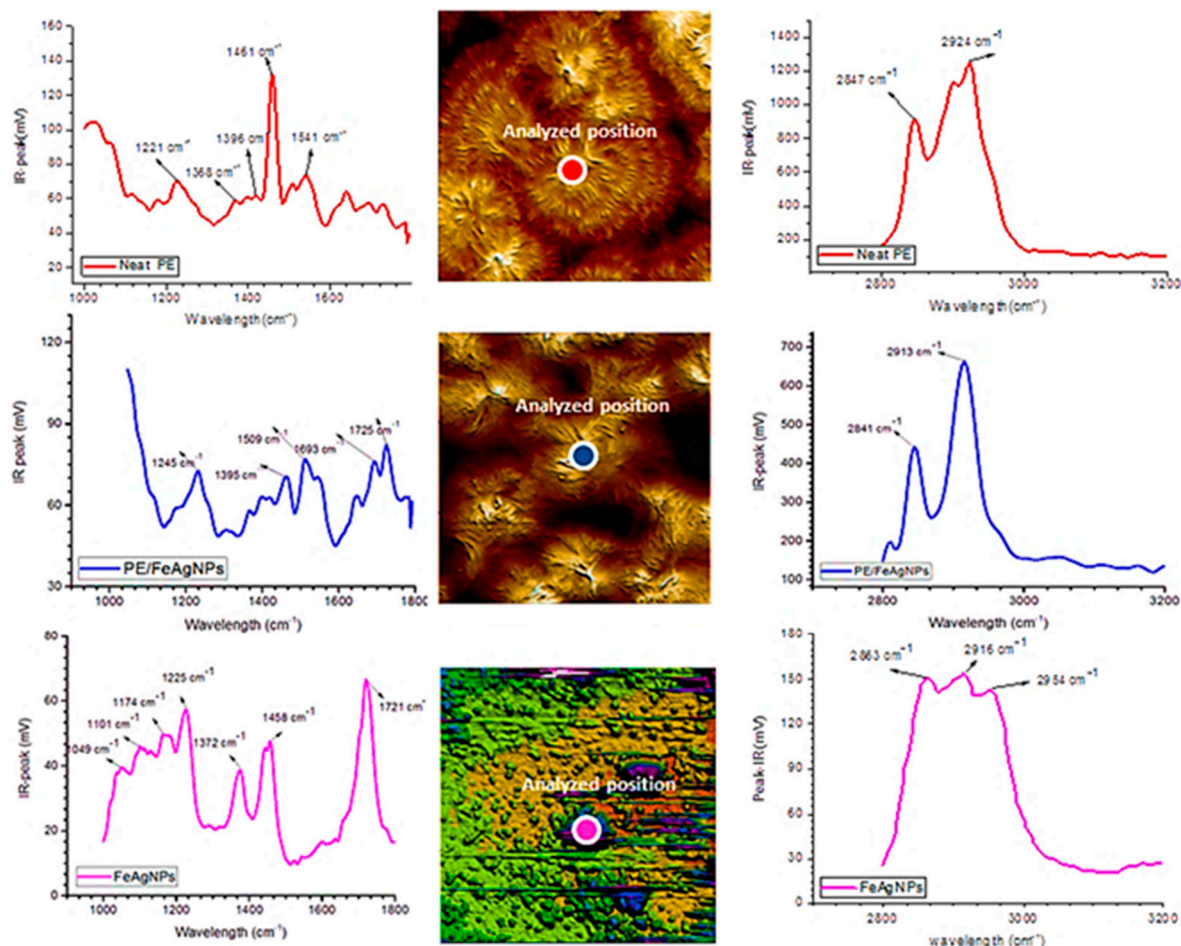 160
140
120
100
80
60
40
20
IR-peak(mV)
1461 cm⁻¹
1221 cm⁻¹
1368 cm⁻¹
1396 cm
1541 cm⁻¹
Neat PE
1000 1200 1400 1600
Wavelength (cm⁻¹)
Analyzed position
1400
1200
1000
800
600
400
200
IR-peak(mV)
2847 cm⁻¹
2924 cm⁻¹
Neat PE
2800 3000 3200
Wavelength (cm⁻¹)
120
90
60
30
IR peak (mV)
1245 cm⁻¹
1395 cm
1509 cm⁻¹
1693 cm⁻¹
1725 cm⁻¹
PE/FeAgNPs
1000 1200 1400 1600 1800
Wavelength (cm⁻¹)
Analyzed position
700
600
500
400
300
200
100
IR-peak (mV)
2841 cm⁻¹
2913 cm⁻¹
PE/FeAgNPs
2800 3000 3200
Wavelength (cm⁻¹)
80
60
40
20
0
IR-peak (mV)
1049 cm⁻¹
1101 cm⁻¹
1174 cm⁻¹
1225 cm⁻¹
1372 cm⁻¹
1458 cm⁻¹
1721 cm⁻
FeAgNPs
1000 1200 1400 1600 1800
Wavelength (cm⁻¹)
Analyzed position
180
150
120
90
60
30
0
Peak-IR(mV)
2863 cm⁻¹
2916 cm⁻¹
2954 cm⁻¹
FeAgNPs
2800 3000 3200
wavelength (cm⁻¹)